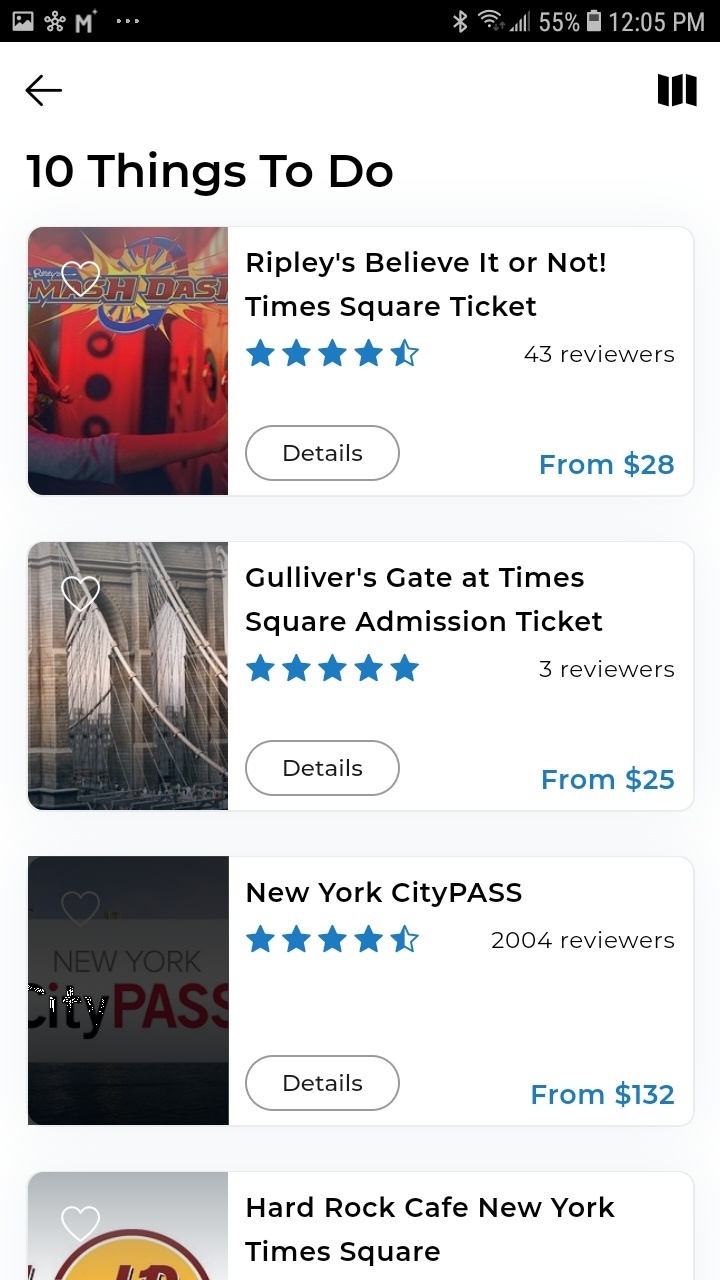 55% 12:05 PM
10 Things To Do
Ripley's
SMASH DASH
Ripley's Believe It or Not!
Times Square Ticket
43 reviewers
Details
From $28
Gulliver's Gate at Times
Square Admission Ticket
3 reviewers
Details
From $25
NEW YORK
CityPASS
New York CityPASS
2004 reviewers
Details
From $132
Hard Rock Cafe New York
Times Square